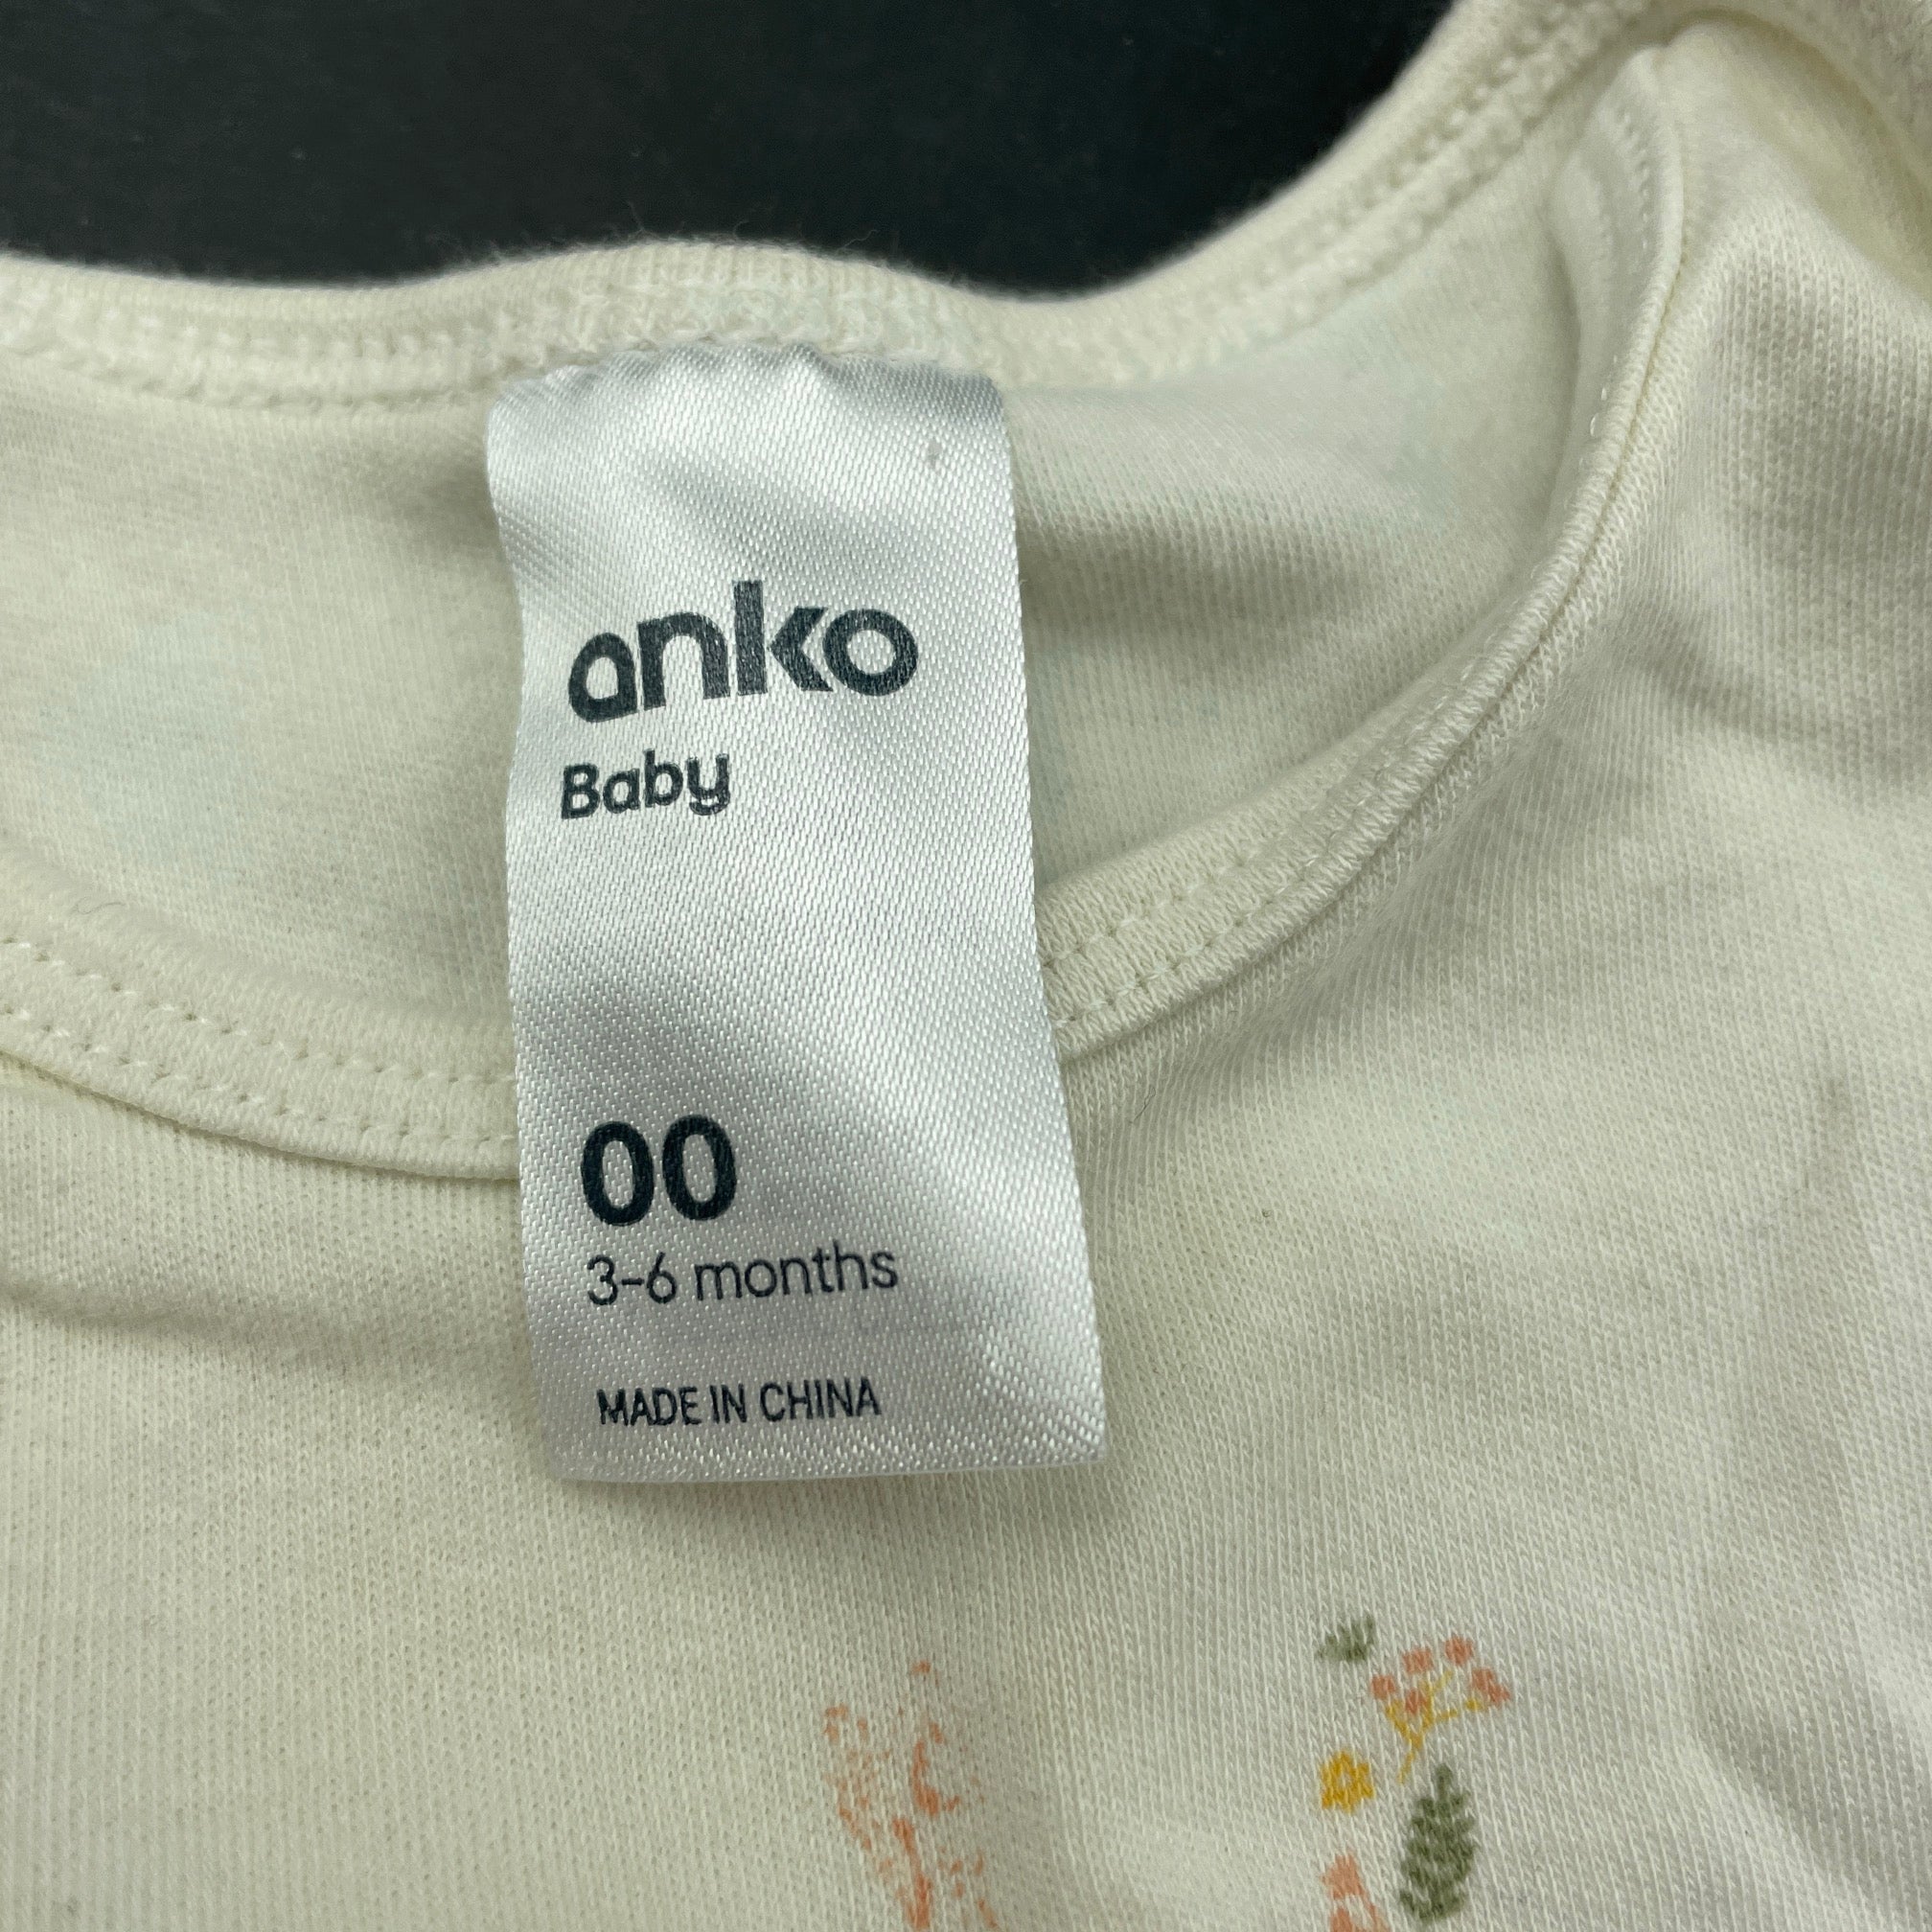 anko
Baby
00
3-6 months
MADE IN CHINA